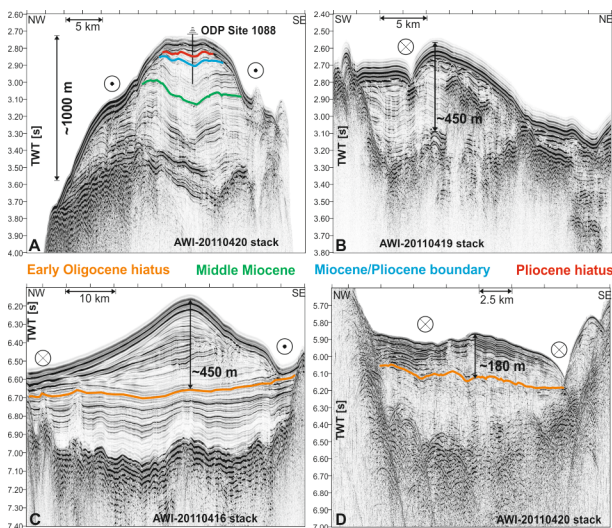 NW SE
5 km
ODP Site 1088
2.60
2.70
2.80
2.90
3.00
3.10
3.20
3.30
3.40
3.50
3.60
3.70
3.80
3.90
4.00
TWT [s]
~1000 m
A AWI-20110420 stack
SW NE
5 km
2.40
2.50
2.60
2.70
2.80
2.90
3.00
3.10
3.20
3.30
3.40
3.50
3.60
3.70
3.80
TWT [s]
~450 m
B AWI-20110419 stack
Early Oligocene hiatus Middle Miocene Miocene/Pliocene boundary Pliocene hiatus
NW SE
10 km
TWT [s]
6.20
6.30
6.40
6.50
6.60
6.70
6.80
6.90
7.00
7.10
7.20
7.30
7.40
~450 m
C AWI-20110416 stack
NW SE
2.5 km
5.70
5.80
5.90
6.00
6.10
6.20
6.30
6.40
6.50
6.60
6.70
6.80
6.90
7.00
TWT [s]
~180 m
D AWI-20110420 stack